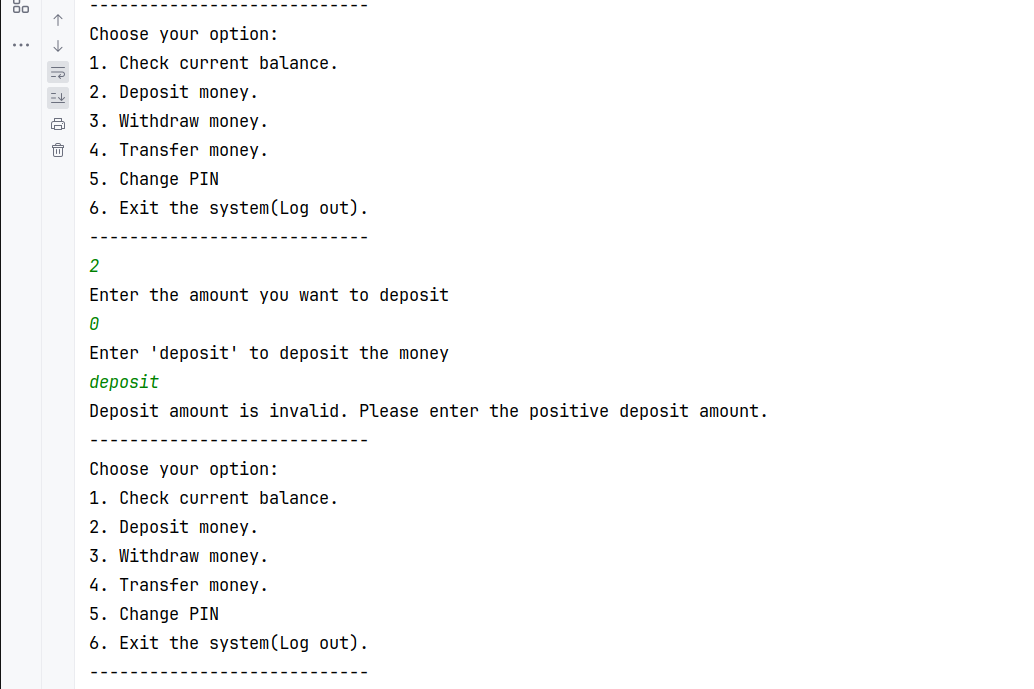 ----------------------------
Choose your option:
1. Check current balance.
2. Deposit money.
3. Withdraw money.
4. Transfer money.
5. Change PIN
6. Exit the system(Log out).
----------------------------
2
Enter the amount you want to deposit
0
Enter 'deposit' to deposit the money
deposit
Deposit amount is invalid. Please enter the positive deposit amount.
----------------------------
Choose your option:
1. Check current balance.
2. Deposit money.
3. Withdraw money.
4. Transfer money.
5. Change PIN
6. Exit the system(Log out).
----------------------------